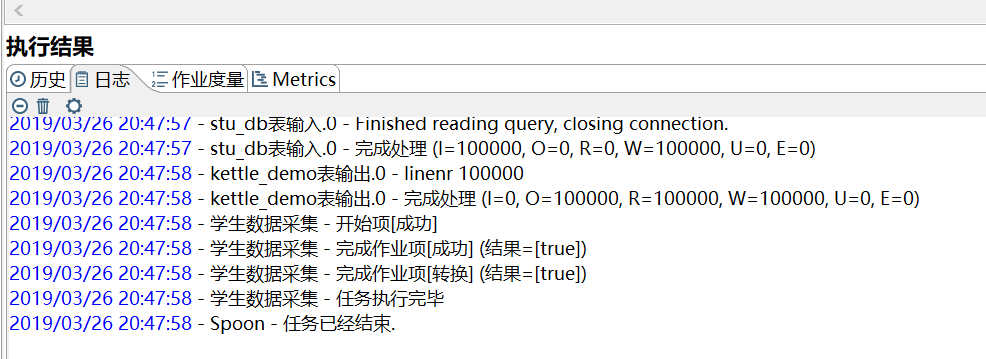 执行结果
历史 日志 作业度量 Metrics
2019/03/26 20:47:57 - stu_db表输入.0 - Finished reading query, closing connection.
2019/03/26 20:47:57 - stu_db表输入.0 - 完成处理 (I=100000, O=0, R=0, W=100000, U=0, E=0)
2019/03/26 20:47:58 - kettle_demo表输出.0 - linenr 100000
2019/03/26 20:47:58 - kettle_demo表输出.0 - 完成处理 (I=0, O=100000, R=100000, W=100000, U=0, E=0)
2019/03/26 20:47:58 - 学生数据采集 - 开始项[成功]
2019/03/26 20:47:58 - 学生数据采集 - 完成作业项[成功] (结果=[true])
2019/03/26 20:47:58 - 学生数据采集 - 完成作业项[转换] (结果=[true])
2019/03/26 20:47:58 - 学生数据采集 - 任务执行完毕
2019/03/26 20:47:58 - Spoon - 任务已经结束.